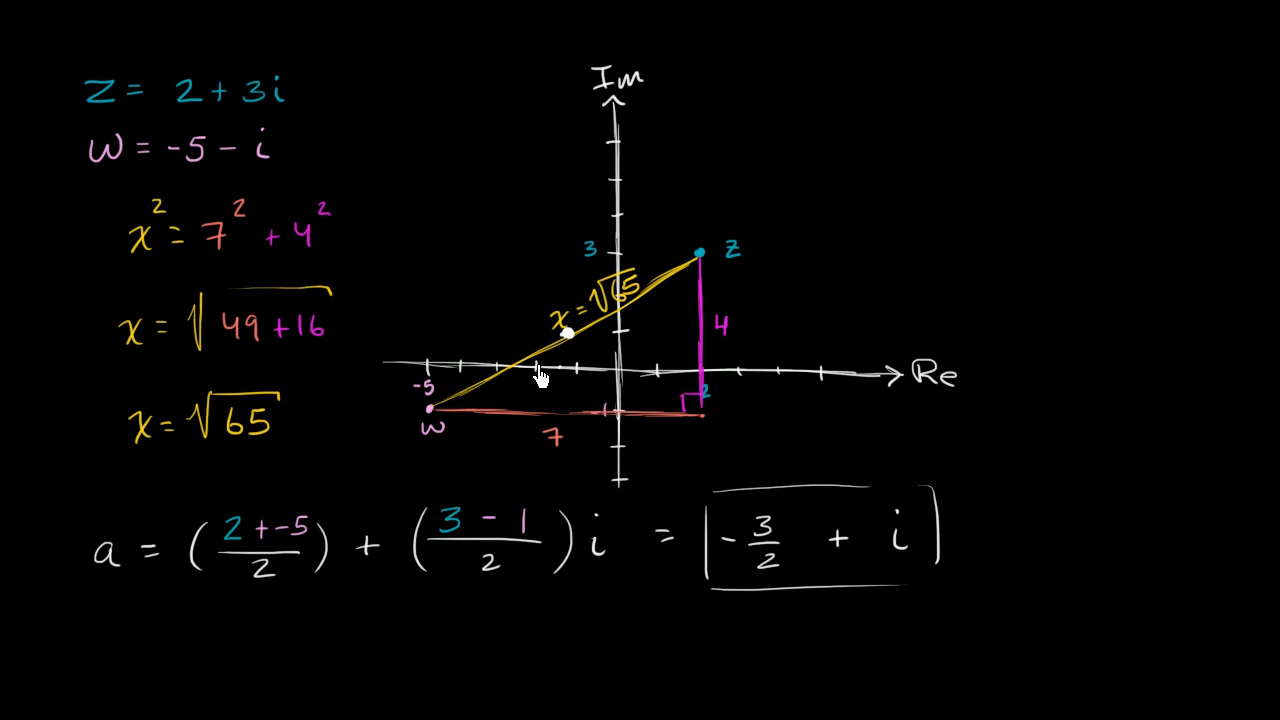 z = 2 + 3i
w = -5 - i
x² = 7² + 4²
x = √49 + 16
x = √65
Im
3
z
x = √65
4
Re
-5
2
w
1
7
a = (2 + -5 / 2) + (3 - 1 / 2) i = -3/2 + i